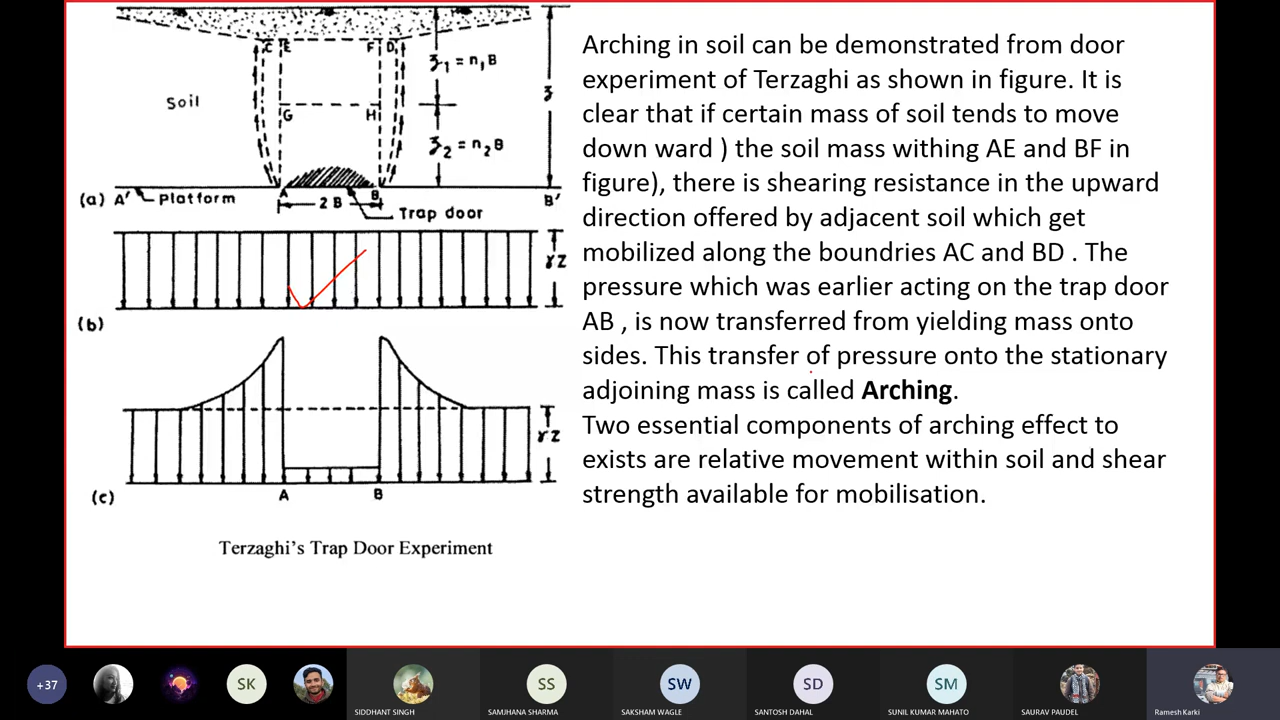 C E F D
z1 = n1B
Soil
z
G H
z2 = n2B
A B
(a) A' Platform 2B Trap door B'
γZ
(b)
γZ
A B
(c)
Terzaghi's Trap Door Experiment
Arching in soil can be demonstrated from door
experiment of Terzaghi as shown in figure. It is
clear that if certain mass of soil tends to move
down ward ) the soil mass withing AE and BF in
figure), there is shearing resistance in the upward
direction offered by adjacent soil which get
mobilized along the boundries AC and BD . The
pressure which was earlier acting on the trap door
AB , is now transferred from yielding mass onto
sides. This transfer of pressure onto the stationary
adjoining mass is called Arching.
Two essential components of arching effect to
exists are relative movement within soil and shear
strength available for mobilisation.
+37 SK SS SW SD SM
SIDDHANT SINGH SAMJHANA SHARMA SAKSHAM WAGLE SANTOSH DAHAL SUNIL KUMAR MAHATO SAURAV PAUDEL Ramesh Karki